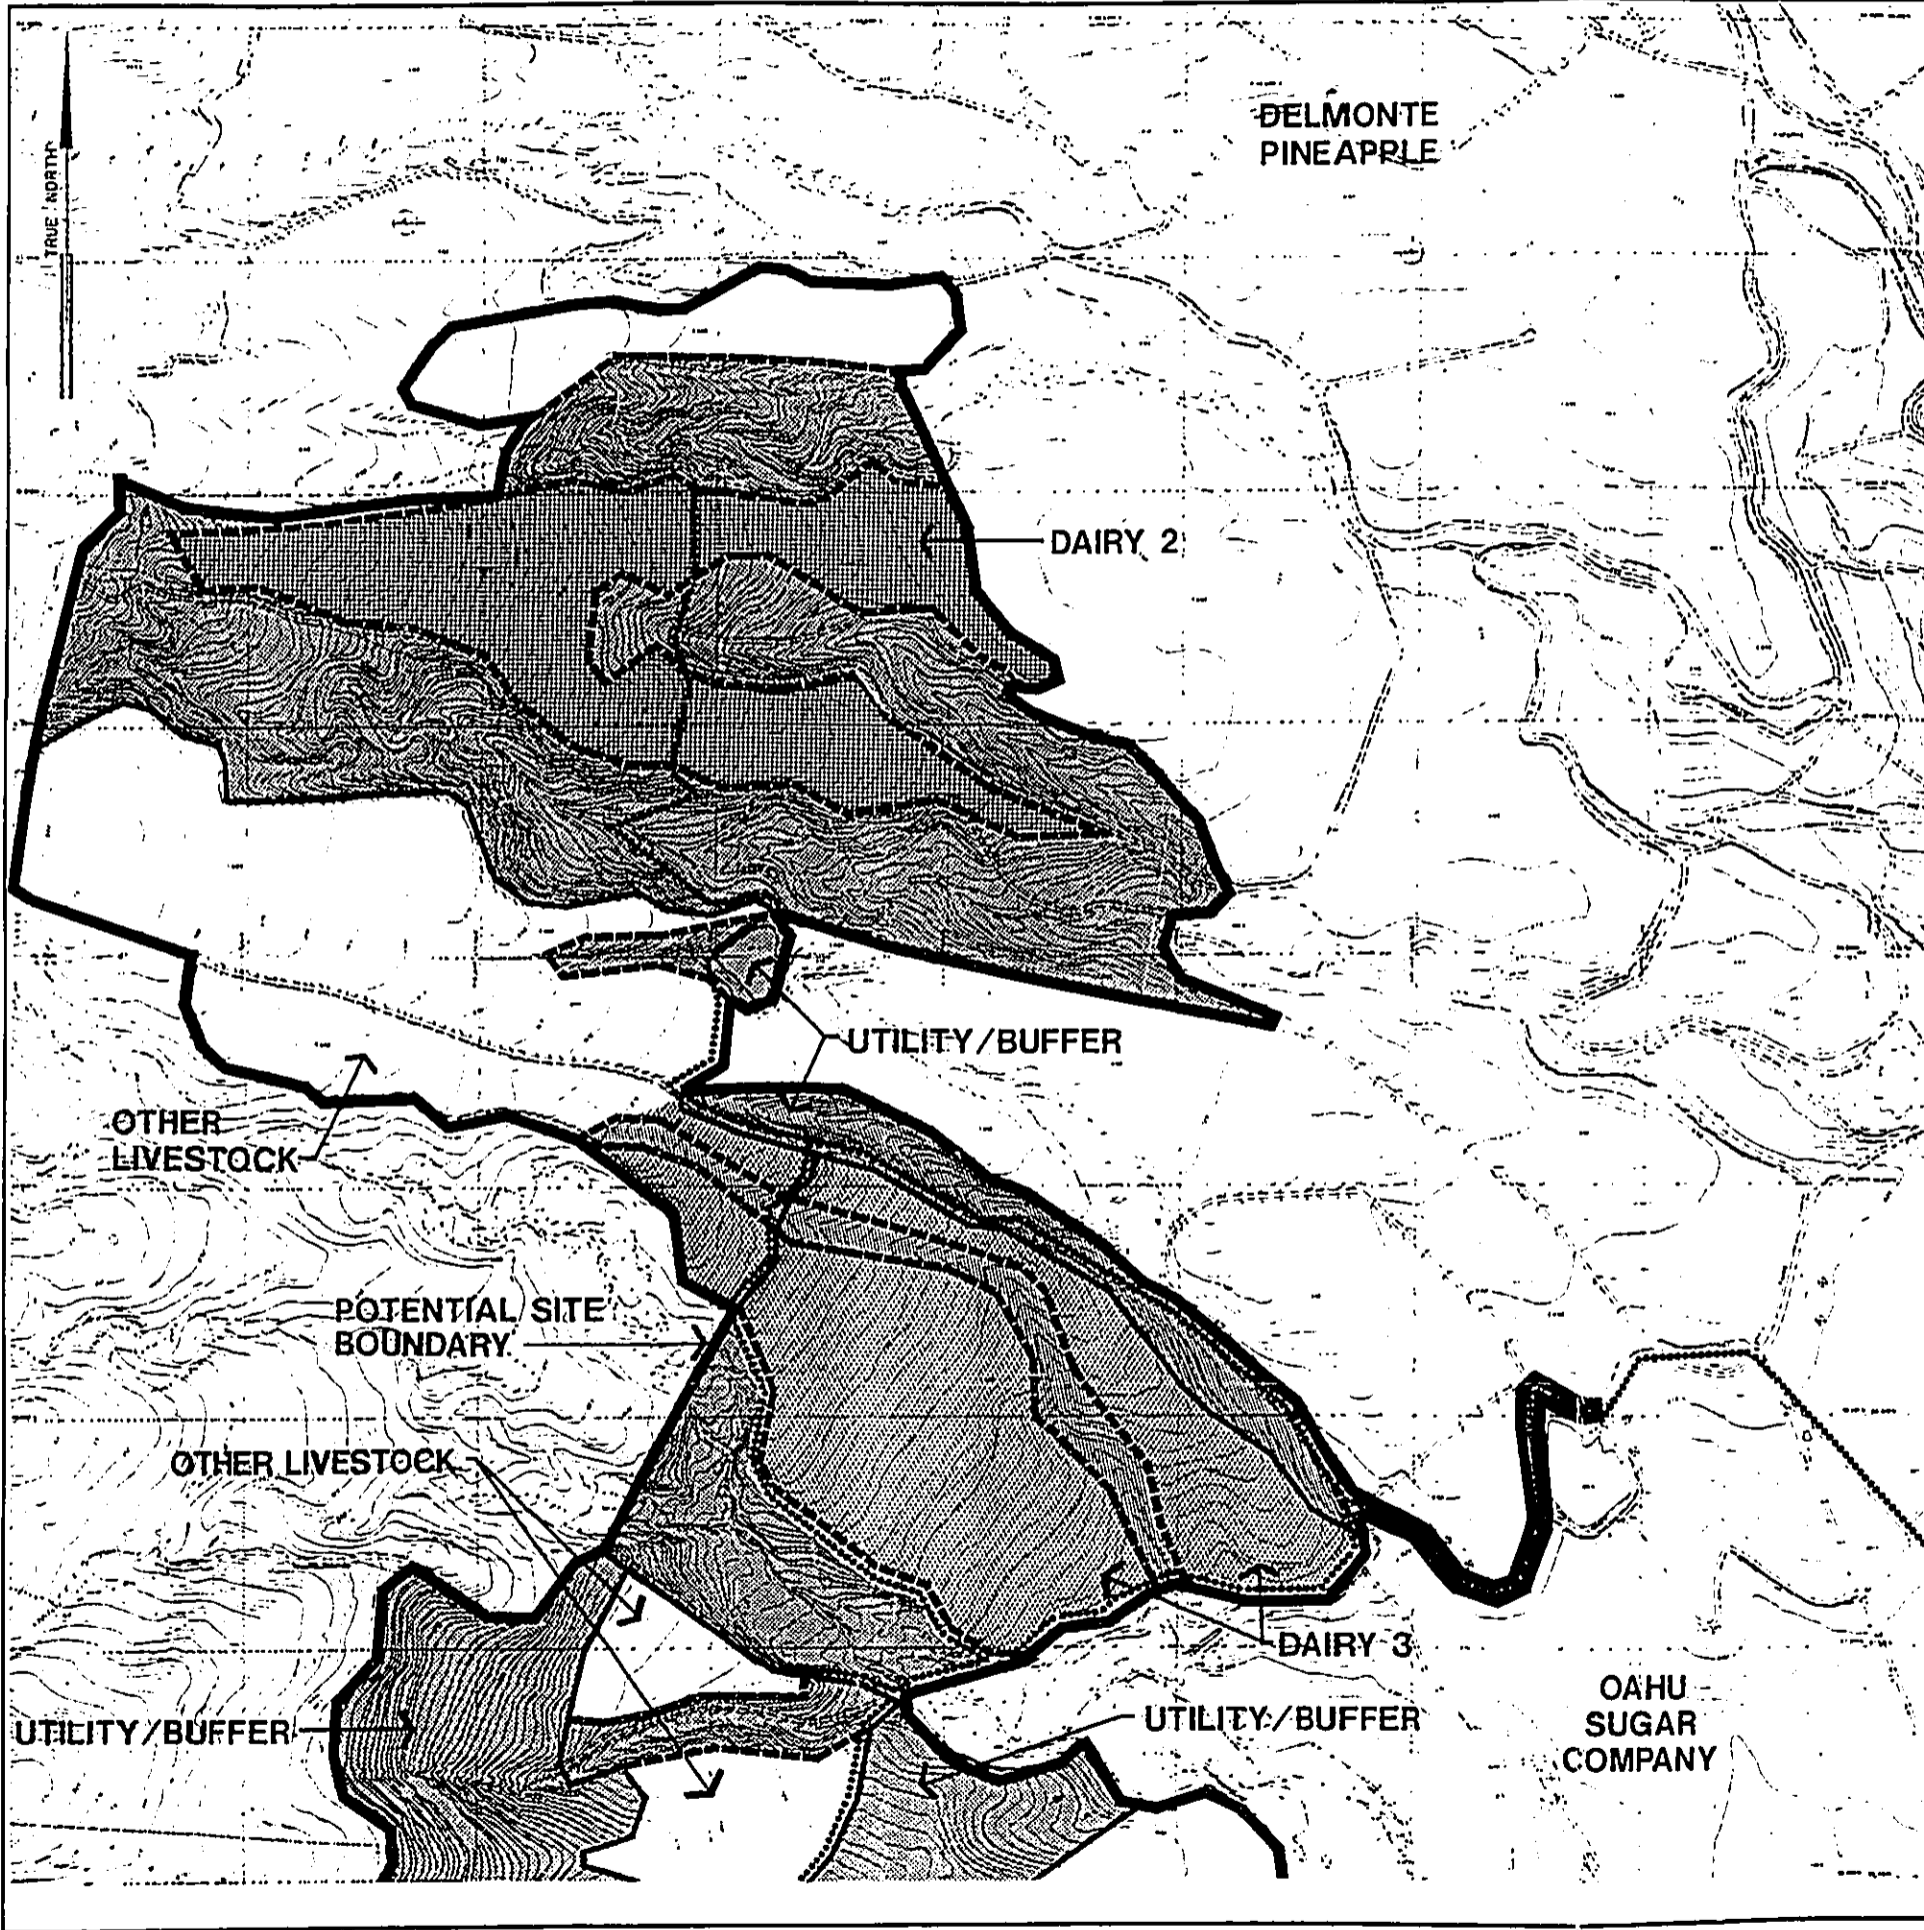 TRUE NORTH
DELMONTE
PINEAPPLE
DAIRY 2
UTILITY/BUFFER
OTHER
LIVESTOCK
POTENTIAL SITE
BOUNDARY
OTHER LIVESTOCK
DAIRY 3
UTILITY/BUFFER
UTILITY/BUFFER
OAHU
SUGAR
COMPANY